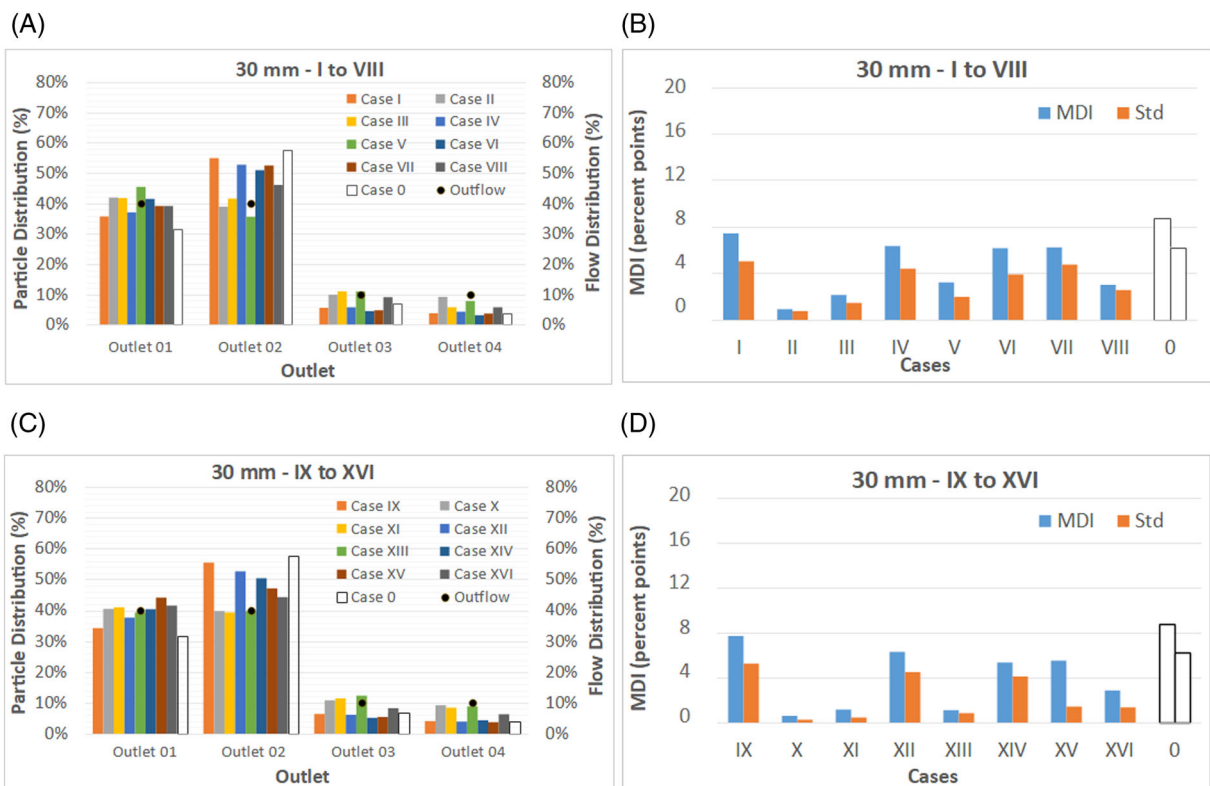 (A)
30 mm - I to VIII
Particle Distribution (%)
80%
70%
60%
50%
40%
30%
20%
10%
0%
Case I
Case II
Case III
Case IV
Case V
Case VI
Case VII
Case VIII
Case 0
Outflow
Flow Distribution (%)
80%
70%
60%
50%
40%
30%
20%
10%
0%
Outlet 01
Outlet 02
Outlet 03
Outlet 04
Outlet
(B)
30 mm - I to VIII
MDI (percent points)
20
16
12
8
4
0
MDI
Std
I
II
III
IV
V
VI
VII
VIII
0
Cases
(C)
30 mm - IX to XVI
Particle Distribution (%)
80%
70%
60%
50%
40%
30%
20%
10%
0%
Case IX
Case X
Case XI
Case XII
Case XIII
Case XIV
Case XV
Case XVI
Case 0
Outflow
Flow Distribution (%)
80%
70%
60%
50%
40%
30%
20%
10%
0%
Outlet 01
Outlet 02
Outlet 03
Outlet 04
Outlet
(D)
30 mm - IX to XVI
MDI (percent points)
20
16
12
8
4
0
MDI
Std
IX
X
XI
XII
XIII
XIV
XV
XVI
0
Cases